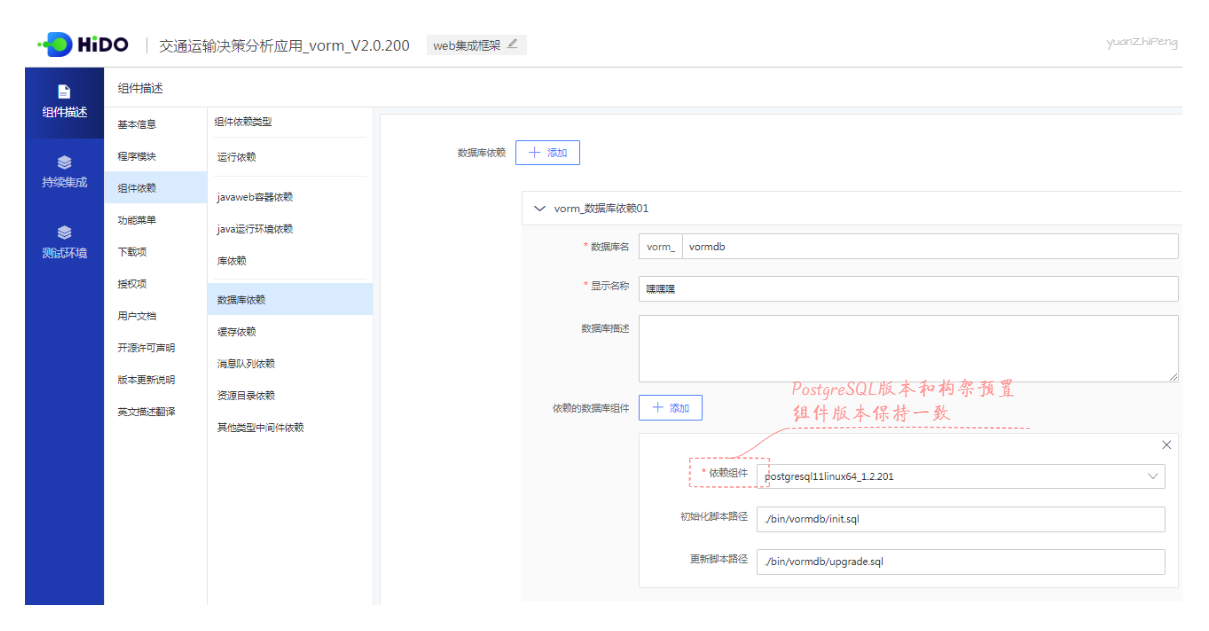 HiDO
交通运输决策分析应用_vorm_V2.0.200
web集成框架
yuanZhiPeng
组件描述
持续集成
测试环境
组件描述
基本信息
程序模块
组件依赖
功能菜单
下载项
授权项
用户文档
开源许可声明
版本更新说明
英文描述翻译
组件依赖类型
运行依赖
javaweb容器依赖
java运行环境依赖
库依赖
数据库依赖
缓存依赖
消息队列依赖
资源目录依赖
其他类型中间件依赖
数据库依赖
添加
vorm_数据库依赖01
* 数据库名 vorm_ vormdb
* 显示名称 嘿嘿嘿
数据库描述
PostgreSQL版本和构架预置
组件版本保持一致
依赖的数据库组件
添加
* 依赖组件 postgresql11linux64_1.2.201
初始化脚本路径 ./bin/vormdb/init.sql
更新脚本路径 ./bin/vormdb/upgrade.sql